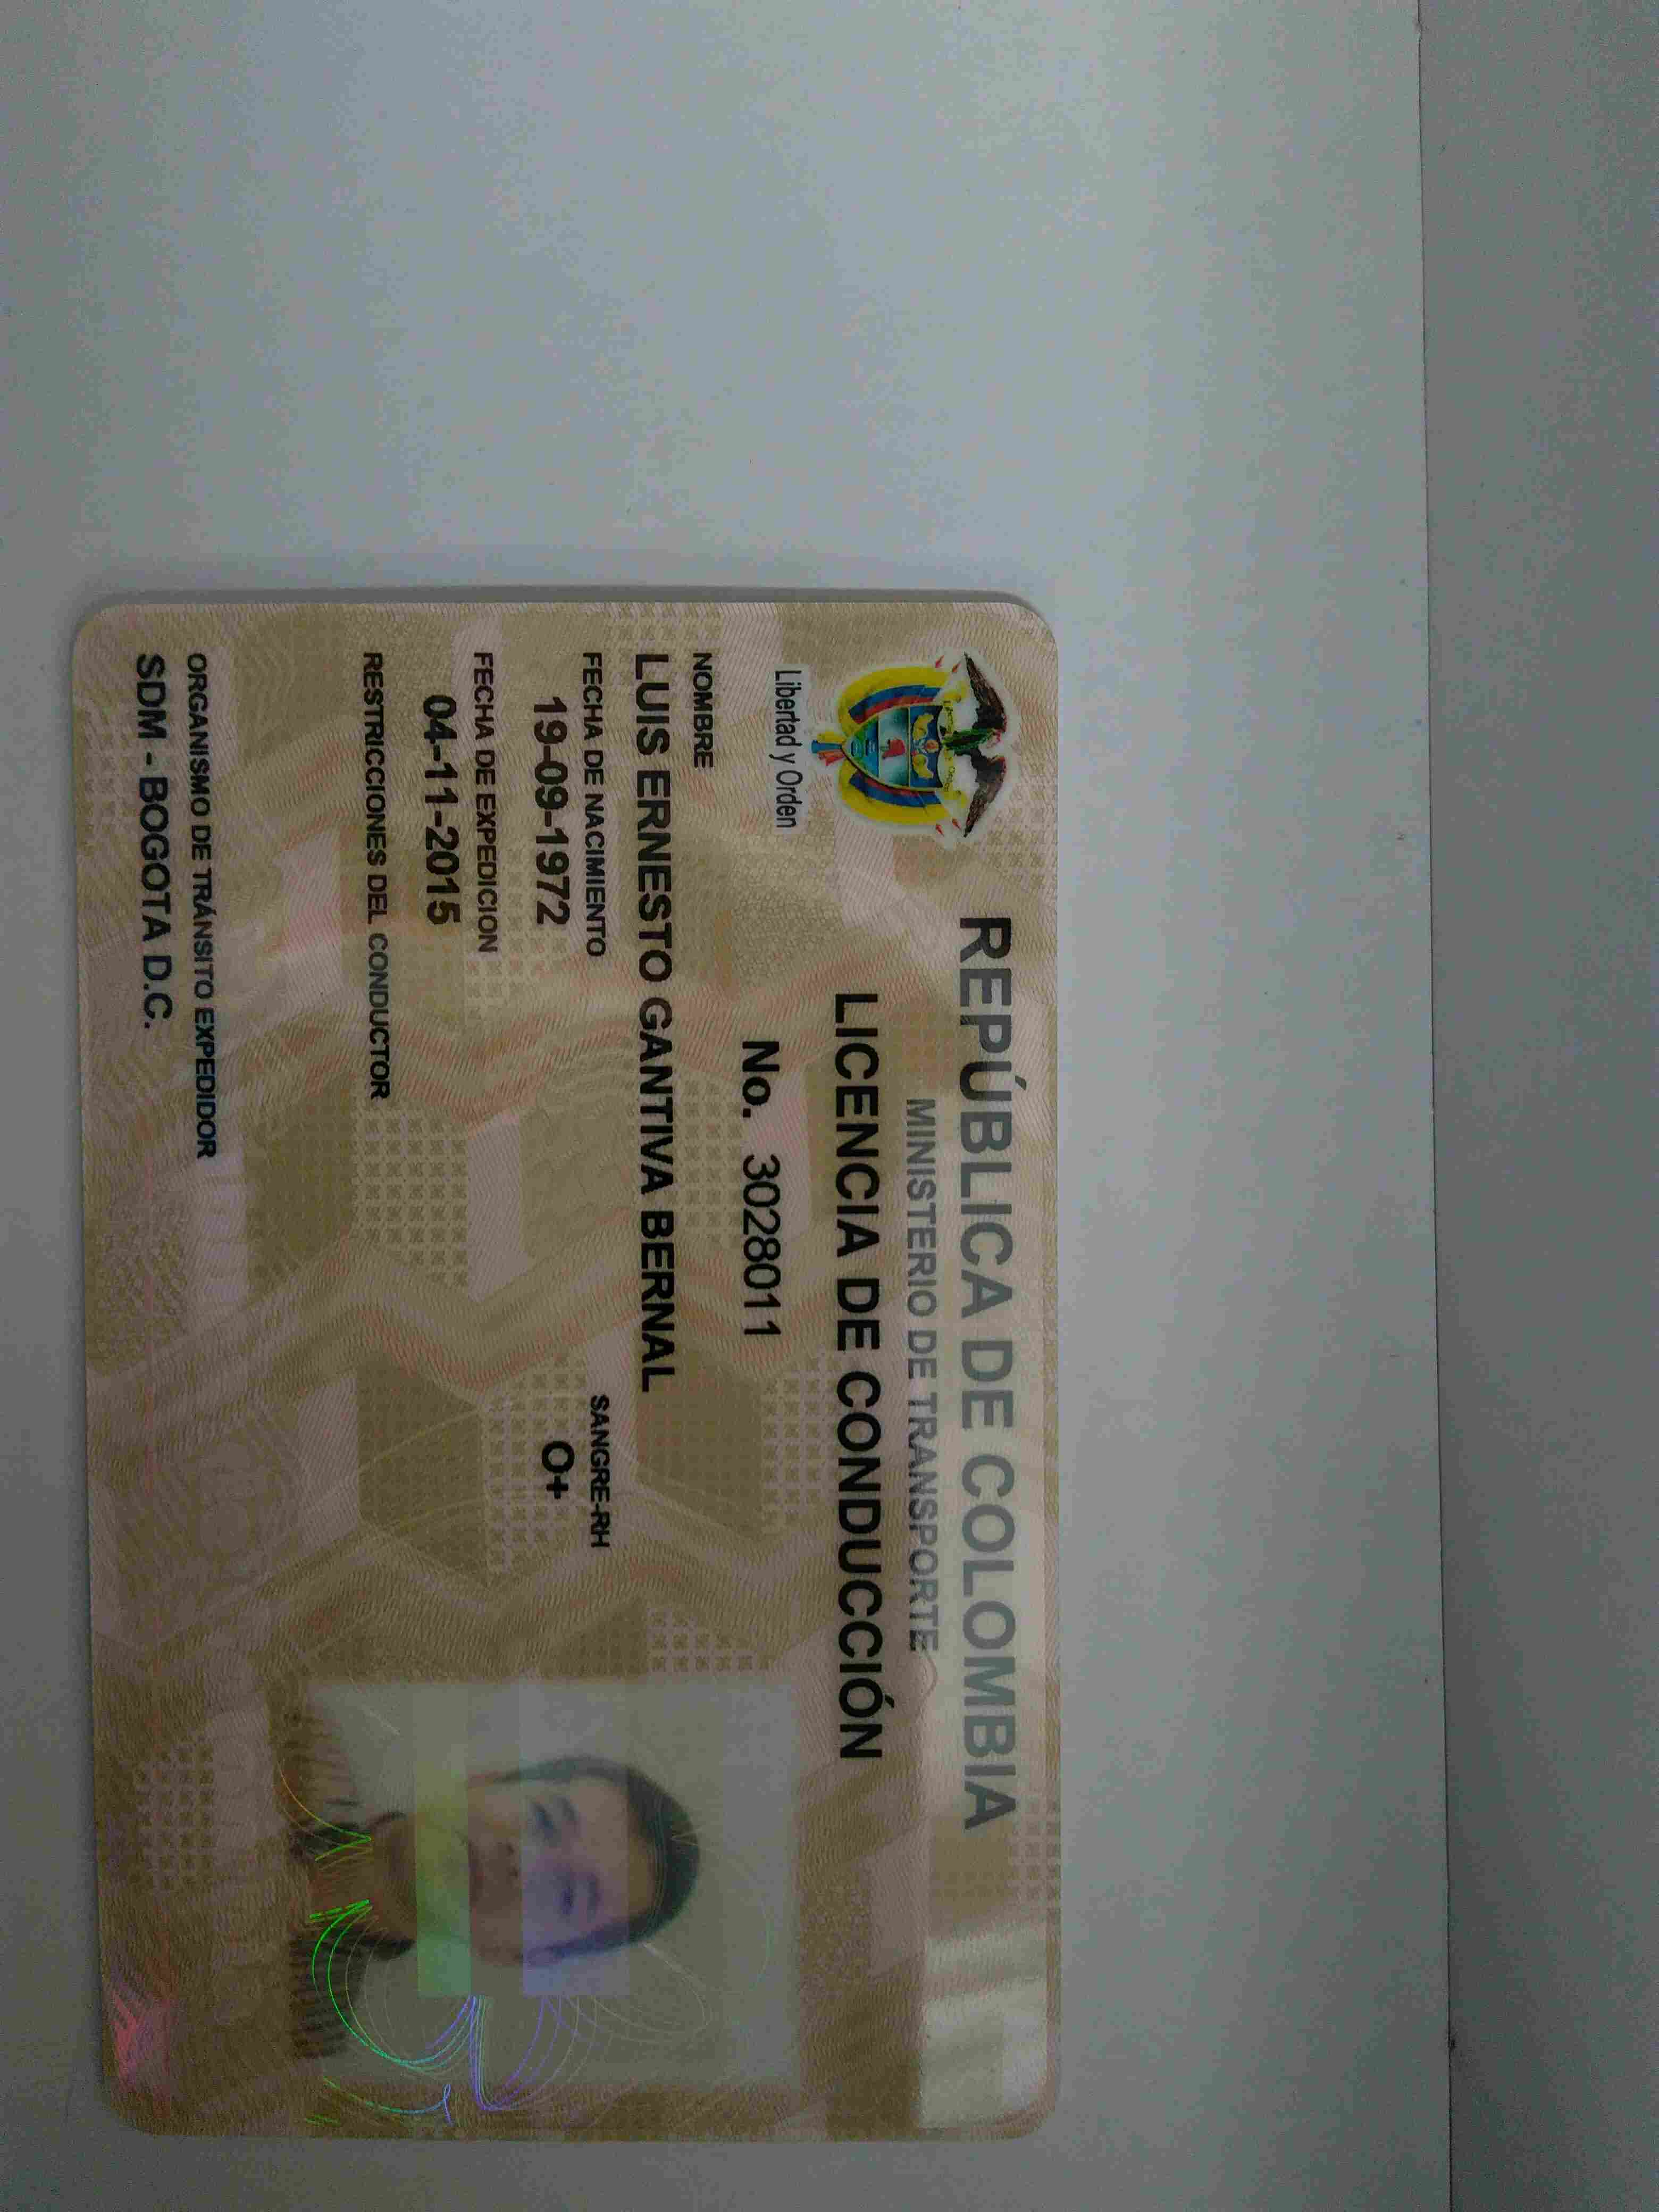 REPÚBLICA DE COLOMBIA
MINISTERIO DE TRANSPORTE
LICENCIA DE CONDUCCIÓN
Libertad y Orden
No. 3028011
NOMBRE
LUIS ERNESTO GANTIVA BERNAL
FECHA DE NACIMIENTO
19-09-1972
SANGRE-RH
O+
FECHA DE EXPEDICION
04-11-2015
RESTRICCIONES DEL CONDUCTOR
ORGANISMO DE TRÁNSITO EXPEDIDOR
SDM - BOGOTA D.C.